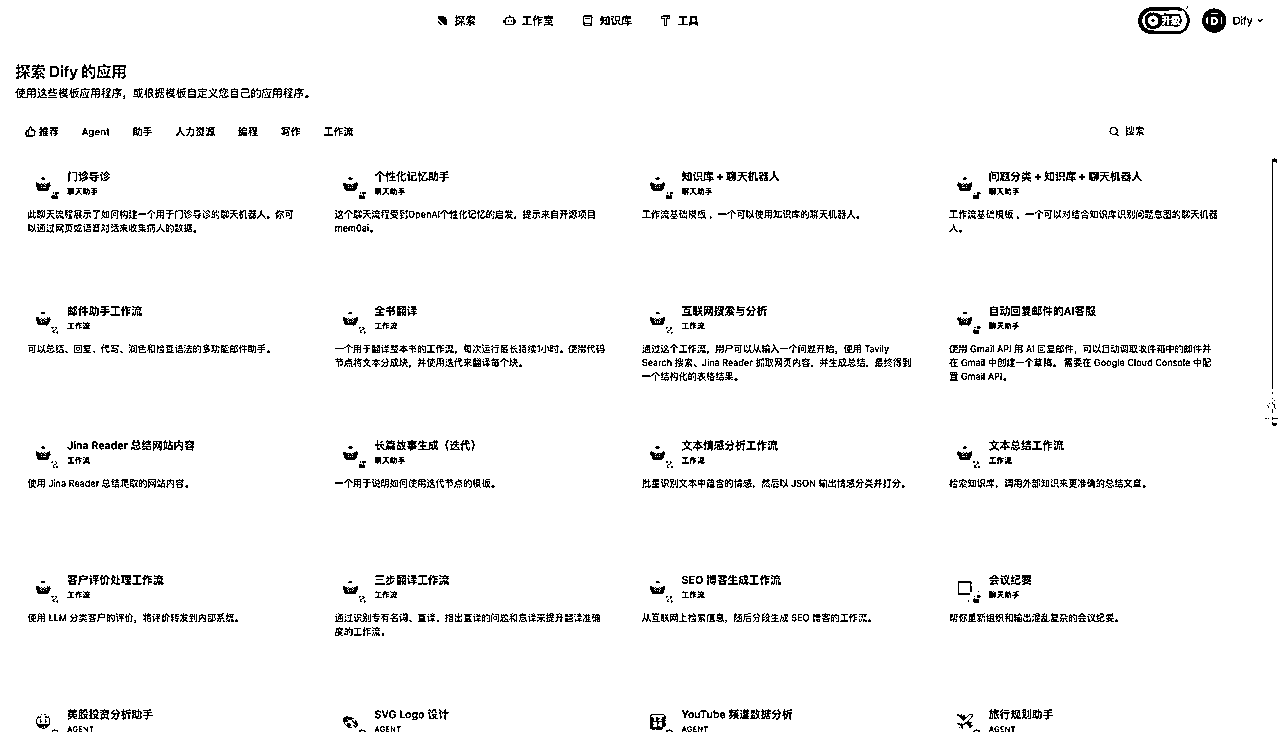 探索 工作室 知识库 工具 升级 Dify
探索 Dify 的应用
使用这些模板应用程序，或根据模板自定义您自己的应用程序。
推荐 Agent 助手 人力资源 编程 写作 工作流 搜索
门诊导诊
聊天助手
此聊天流程展示了如何构建一个用于门诊导诊的聊天机器人。你可
以通过网页或语音对话来收集病人的数据。
个性化记忆助手
聊天助手
这个聊天流程受到OpenAI个性化记忆的启发，提示来自开源项目
mem0ai。
知识库 + 聊天机器人
聊天助手
工作流基础模板，一个可以使用知识库的聊天机器人。
问题分类 + 知识库 + 聊天机器人
聊天助手
工作流基础模板，一个可以对结合知识库识别问题意图的聊天机器
人。
邮件助手工作流
工作流
可以总结、回复、代写、润色和检查语法的多功能邮件助手。
全书翻译
工作流
一个用于翻译整本书的工作流，每次运行最长持续1小时。使用代码
节点将文本分成块，并使用迭代来翻译每个块。
互联网搜索与分析
工作流
通过这个工作流，用户可以从输入一个问题开始，使用 Tavily
Search 搜索、Jina Reader 抓取网页内容，并生成总结，最终得到
一个结构化的表格结果。
自动回复邮件的AI客服
聊天助手
使用 Gmail API 用 AI 回复邮件，可以自动调取收件箱中的邮件并
在 Gmail 中创建一个草稿。 需要在 Google Cloud Console 中配
置 Gmail API。
Jina Reader 总结网站内容
工作流
使用 Jina Reader 总结爬取的网站内容。
长篇故事生成（迭代）
聊天助手
一个用于说明如何使用迭代节点的模板。
文本情感分析工作流
工作流
批量识别文本中蕴含的情感，然后以 JSON 输出情感分类并打分。
文本总结工作流
工作流
检索知识库，调用外部知识来更准确的总结文章。
客户评价处理工作流
工作流
使用 LLM 分类客户的评价，将评价转发到内部系统。
三步翻译工作流
工作流
通过识别专有名词、直译、指出直译的问题和意译来提升翻译准确
度的工作流。
SEO 博客生成工作流
工作流
从互联网上检索信息，随后分段生成 SEO 博客的工作流。
会议纪要
聊天助手
帮你重新组织和输出混乱复杂的会议纪要。
美股投资分析助手
AGENT
SVG Logo 设计
AGENT
YouTube 频道数据分析
AGENT
旅行规划助手
AGENT